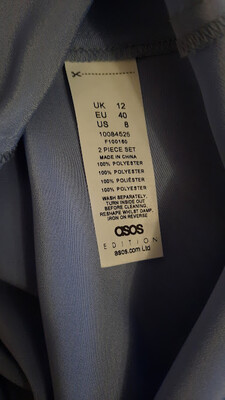 UK 12
EU 40
US 8
10084525
F100160
2 PIECE SET
MADE IN CHINA
100% POLYESTER
100% POLYESTER
100% POLIÉSTER
100% POLYESTER
WASH SEPARATELY,
TURN INSIDE OUT
BEFORE CLEANING,
RESHAPE WHILST DAMP,
IRON ON REVERSE
asos
EDITION
asos.com Ltd